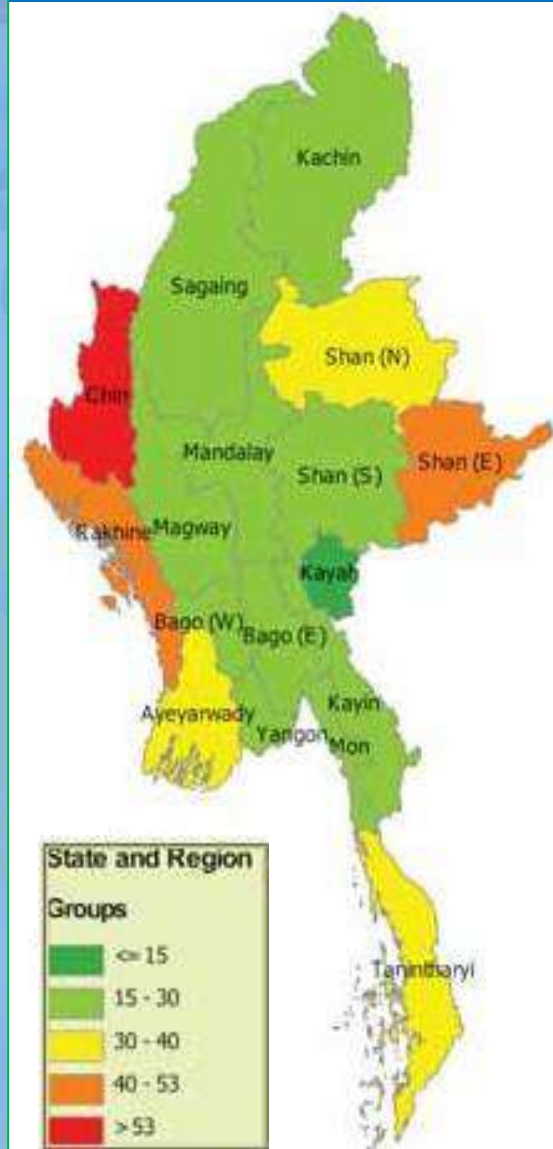 Kachin
Sagaing
Shan (N)
Chin
Mandalay
Shan (S)
Shan (E)
Rakhine
Magway
Kayah
Bago (W)
Bago (E)
Kayin
Ayeyarwady
Yangon
Mon
Tanintharyi
State and Region
Groups
<= 15
15 - 30
30 - 40
40 - 53
> 53